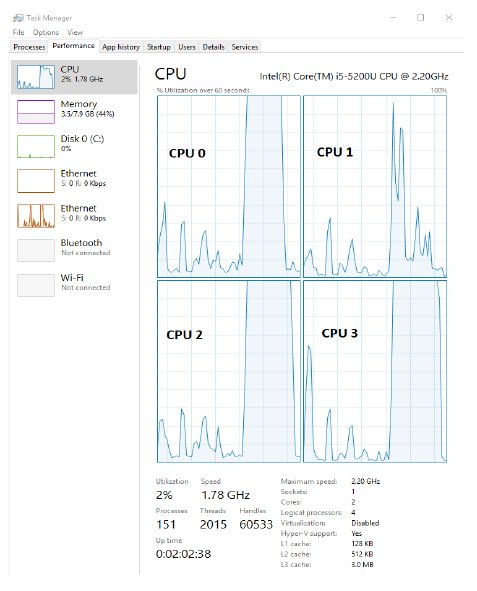 Task Manager
File Options View
Processes Performance App history Startup Users Details Services
CPU
2% 1.78 GHz
Memory
3.5/7.9 GB (44%)
Disk 0 (C:)
0%
Ethernet
S: 0 R: 0 Kbps
Ethernet
S: 0 R: 0 Kbps
Bluetooth
Not connected
Wi-Fi
Not connected
CPU Intel(R) Core(TM) i5-5200U CPU @ 2.20GHz
% Utilization over 60 seconds 100%
CPU 0 CPU 1
CPU 2 CPU 3
Utilization Speed
2% 1.78 GHz
Processes Threads Handles
151 2015 60533
Up time
0:02:02:38
Maximum speed: 2.20 GHz
Sockets: 1
Cores: 2
Logical processors: 4
Virtualization: Disabled
Hyper-V support: Yes
L1 cache: 128 KB
L2 cache: 512 KB
L3 cache: 3.0 MB